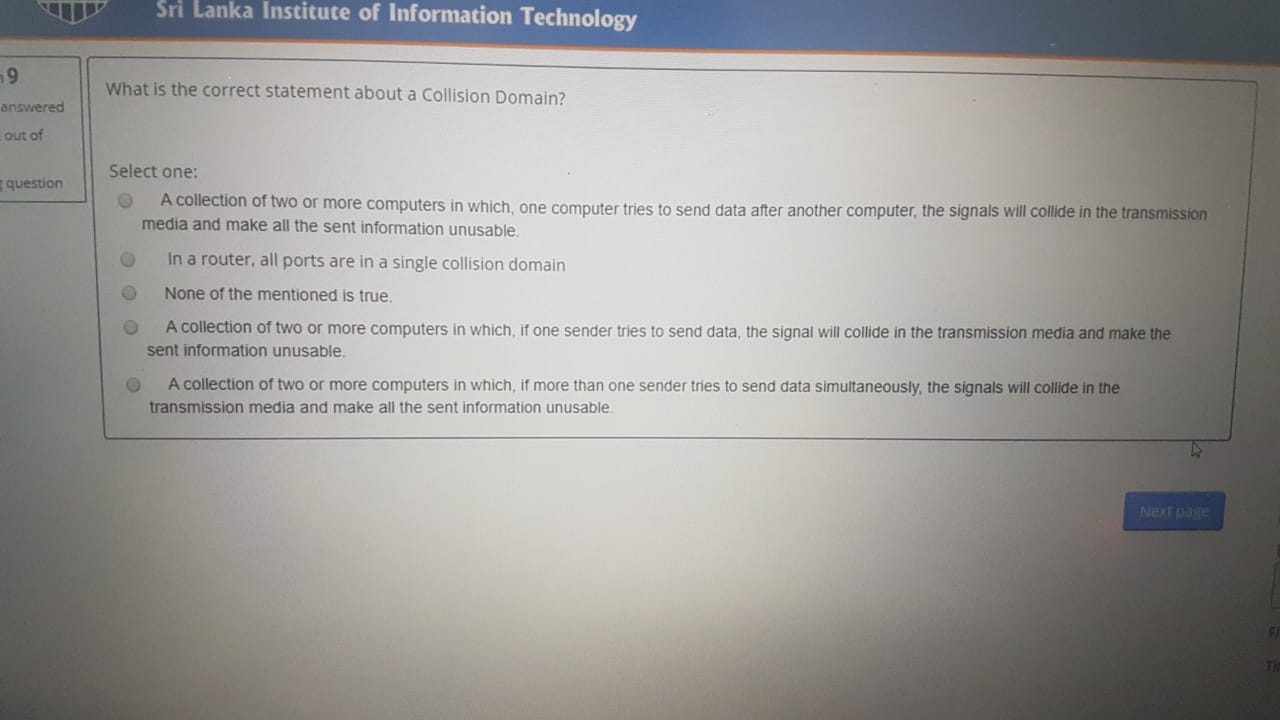 Sri Lanka Institute of Information Technology
9
answered
out of
question
What is the correct statement about a Collision Domain?
Select one:
A collection of two or more computers in which, one computer tries to send data after another computer, the signals will collide in the transmission
media and make all the sent information unusable.
In a router, all ports are in a single collision domain
None of the mentioned is true.
A collection of two or more computers in which, if one sender tries to send data, the signal will collide in the transmission media and make the
sent information unusable.
A collection of two or more computers in which, if more than one sender tries to send data simultaneously, the signals will collide in the
transmission media and make all the sent information unusable.
Next page